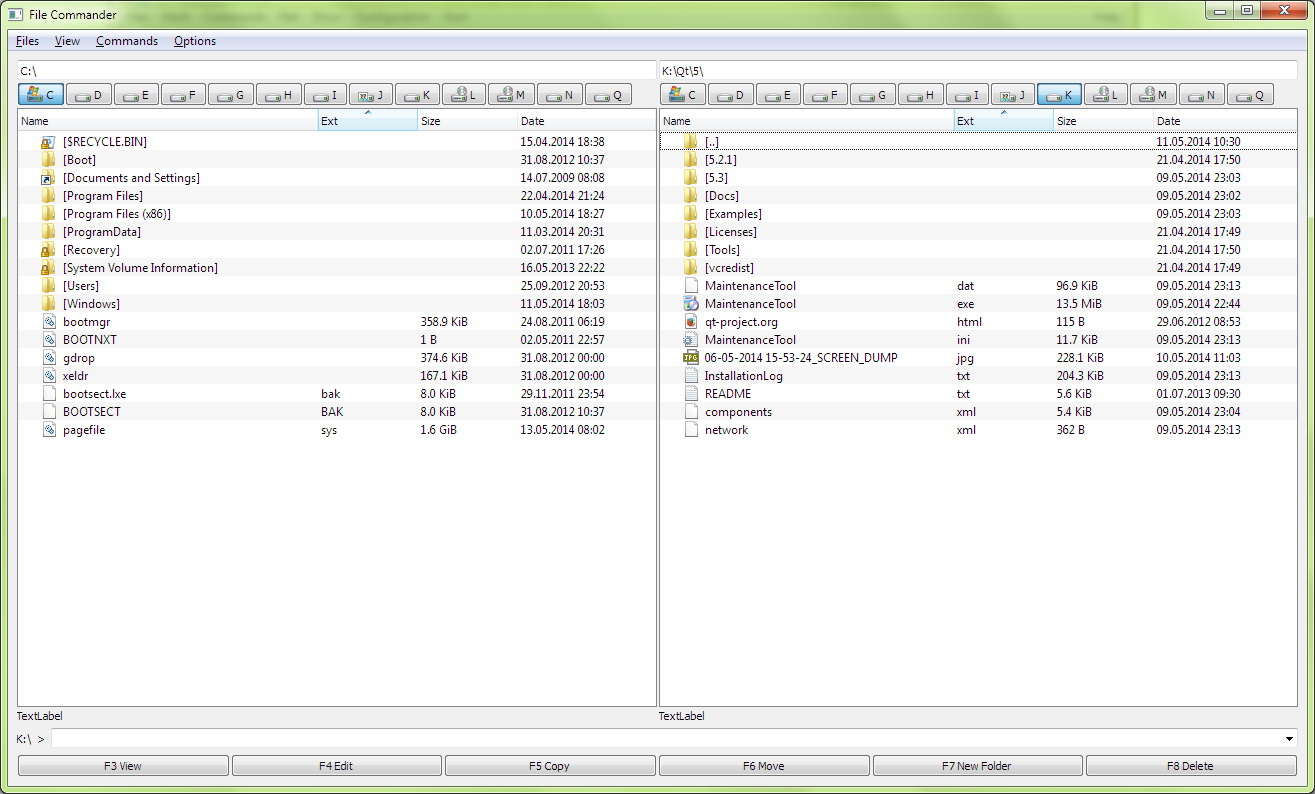 File Commander
Files View Commands Options
C:\
C D E F G H I J K L M N Q
Name Ext Size Date
[$RECYCLE.BIN] 15.04.2014 18:38
[Boot] 31.08.2012 10:37
[Documents and Settings] 14.07.2009 08:08
[Program Files] 22.04.2014 21:24
[Program Files (x86)] 10.05.2014 18:27
[ProgramData] 11.03.2014 20:31
[Recovery] 02.07.2011 17:26
[System Volume Information] 16.05.2013 22:22
[Users] 25.09.2012 20:53
[Windows] 11.05.2014 18:03
bootmgr 358.9 KiB 24.08.2011 06:19
BOOTNXT 1 B 02.05.2011 22:57
gdrop 374.6 KiB 31.08.2012 00:00
xeldr 167.1 KiB 31.08.2012 00:00
bootsect.lxe bak 8.0 KiB 29.11.2011 23:54
BOOTSECT BAK 8.0 KiB 31.08.2012 10:37
pagefile sys 1.6 GiB 13.05.2014 08:02
TextLabel
K:\Qt\5\
C D E F G H I J K L M N Q
Name Ext Size Date
[..] 11.05.2014 10:30
[5.2.1] 21.04.2014 17:50
[5.3] 09.05.2014 23:03
[Docs] 09.05.2014 23:02
[Examples] 09.05.2014 23:03
[Licenses] 21.04.2014 17:49
[Tools] 21.04.2014 17:50
[vcredist] 21.04.2014 17:49
MaintenanceTool dat 96.9 KiB 09.05.2014 23:13
MaintenanceTool exe 13.5 MiB 09.05.2014 22:44
qt-project.org html 115 B 29.06.2012 08:53
MaintenanceTool ini 11.7 KiB 09.05.2014 23:13
06-05-2014 15-53-24_SCREEN_DUMP jpg 228.1 KiB 10.05.2014 11:03
InstallationLog txt 204.3 KiB 09.05.2014 23:13
README txt 5.6 KiB 01.07.2013 09:30
components xml 5.4 KiB 09.05.2014 23:04
network xml 362 B 09.05.2014 23:13
TextLabel
K:\ >
F3 View F4 Edit F5 Copy F6 Move F7 New Folder F8 Delete